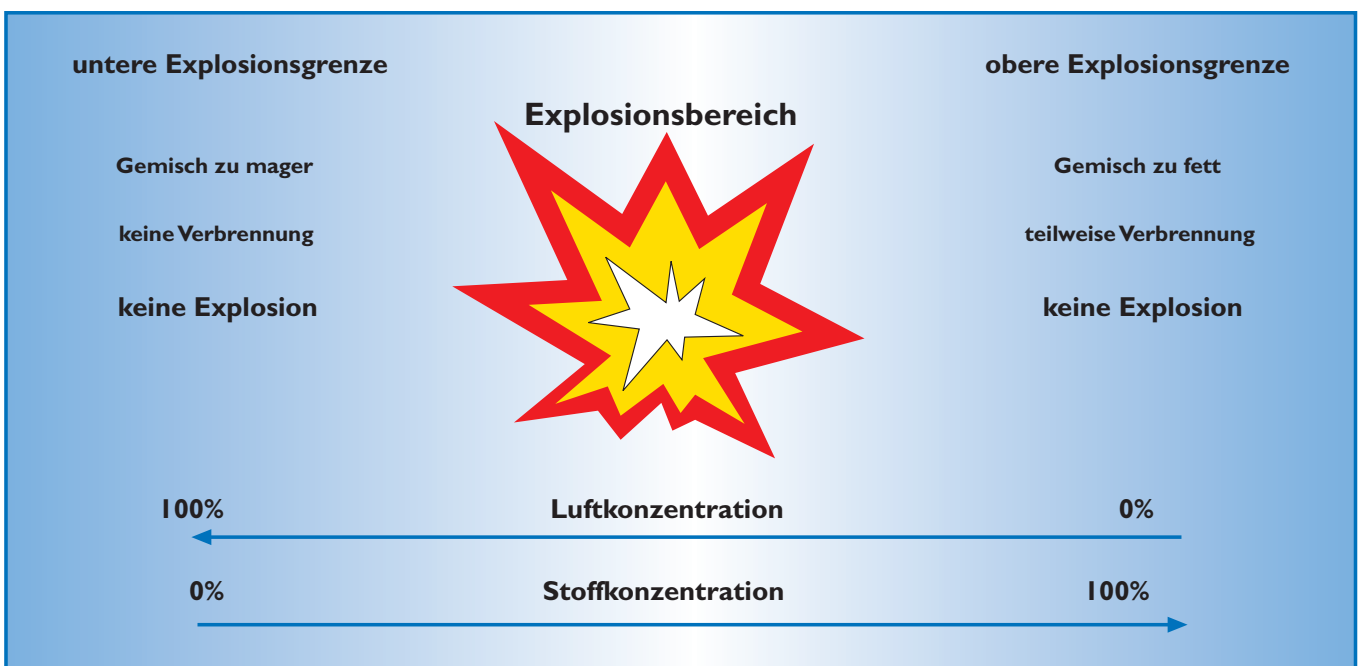 untere Explosionsgrenze
obere Explosionsgrenze
Explosionsbereich
Gemisch zu mager
Gemisch zu fett
keine Verbrennung
teilweise Verbrennung
keine Explosion
keine Explosion
100%
Luftkonzentration
0%
0%
Stoffkonzentration
100%